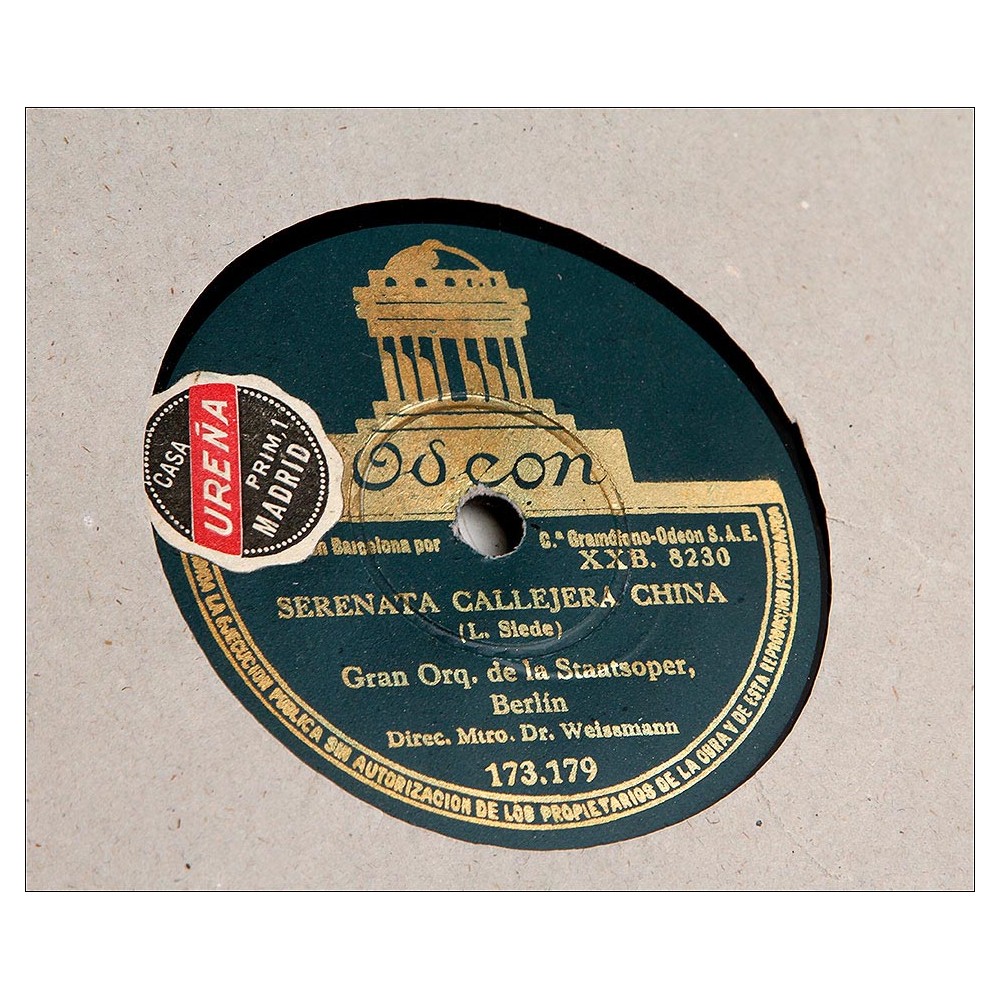 Odeon
CASA
UREÑA
PRIM, 1
MADRID
en Barcelona por
C.ª Gramófono-Odeon S.A.E.
XXB. 8230
SERENATA CALLEJERA CHINA
(L. Siede)
Gran Orq. de la Staatsoper,
Berlín
Direc. Mtro. Dr. Weissmann
173.179
LA EJECUCION PUBLICA SIN AUTORIZACION DE LOS PROPIETARIOS DE LA OBRA Y DE ESTA REPRODUCCION FONOGRAFICA